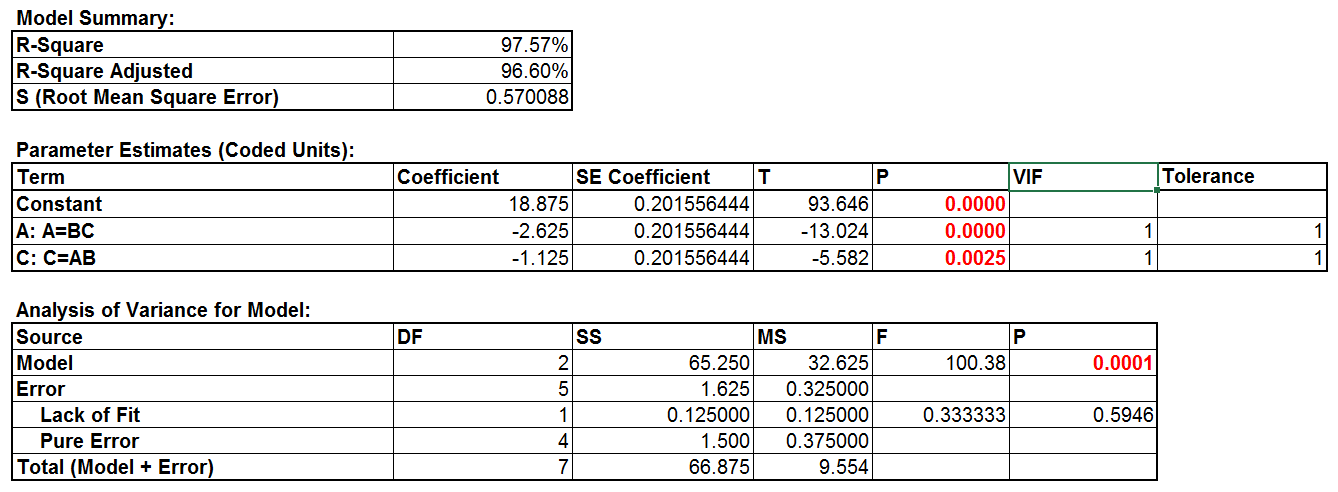 Model Summary:
R-Square 97.57%
R-Square Adjusted 96.60%
S (Root Mean Square Error) 0.570088
Parameter Estimates (Coded Units):
Term Coefficient SE Coefficient T P VIF Tolerance
Constant 18.875 0.201556444 93.646 0.0000
A: A=BC -2.625 0.201556444 -13.024 0.0000 1 1
C: C=AB -1.125 0.201556444 -5.582 0.0025 1 1
Analysis of Variance for Model:
Source DF SS MS F P
Model 2 65.250 32.625 100.38 0.0001
Error 5 1.625 0.325000
Lack of Fit 1 0.125000 0.125000 0.333333 0.5946
Pure Error 4 1.500 0.375000
Total (Model + Error) 7 66.875 9.554